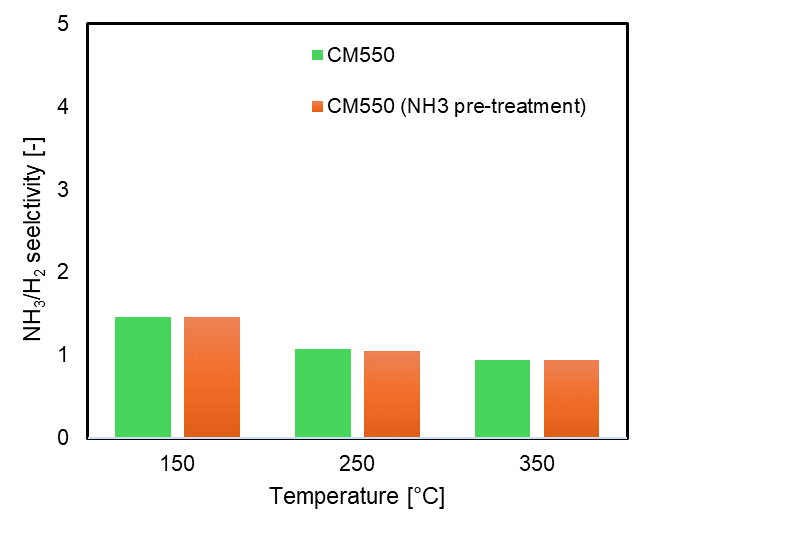 5
CM550
4
CM550 (NH3 pre-treatment)
3
NH₃/H₂ seelctivity [-]
2
1
0
150 250 350
Temperature [°C]